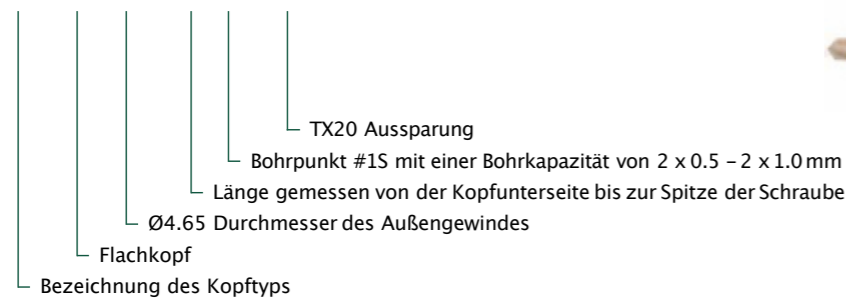 TX20 Aussparung
Bohrpunkt #1S mit einer Bohrkapazität von 2 x 0.5 – 2 x 1.0 mm
Länge gemessen von der Kopfunterseite bis zur Spitze der Schraube
Ø4.65 Durchmesser des Außengewindes
Flachkopf
Bezeichnung des Kopftyps